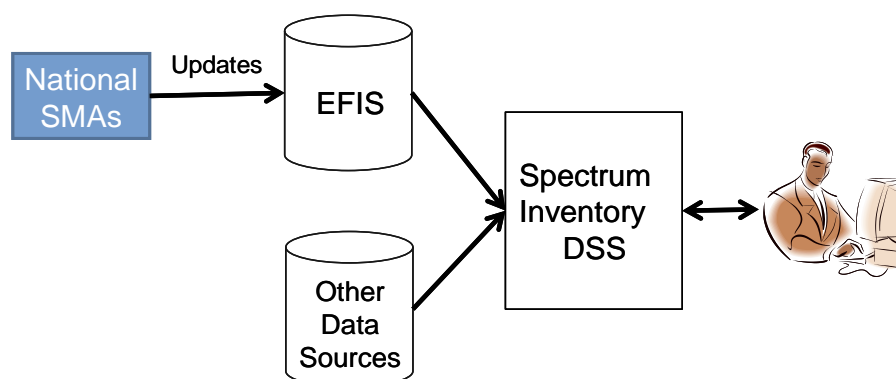 National
SMAs
Updates
EFIS
Spectrum
Inventory
DSS
Other
Data
Sources